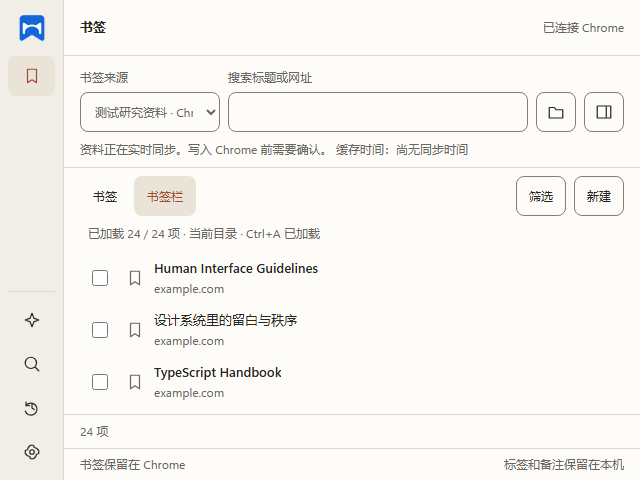 书签
已连接 Chrome
书签来源
搜索标题或网址
测试研究资料 · Chr
资料正在实时同步。写入 Chrome 前需要确认。 缓存时间：尚无同步时间
书签
书签栏
筛选
新建
已加载 24 / 24 项 · 当前目录 · Ctrl+A 已加载
Human Interface Guidelines
example.com
设计系统里的留白与秩序
example.com
TypeScript Handbook
example.com
24 项
书签保留在 Chrome
标签和备注保留在本机